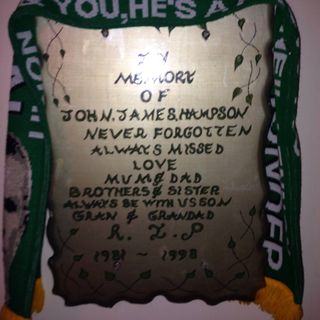 YOU, HE'S A
IN
MEMORY
OF
JOHN, JAMES, HAMPSON
NEVER FORGOTTEN
ALWAYS MISSED
LOVE
MUM & DAD
BROTHERS & SISTER
ALWAYS BE WITH US SON
GRAN & GRANDAD
R. I. P
1981 ~ 1998